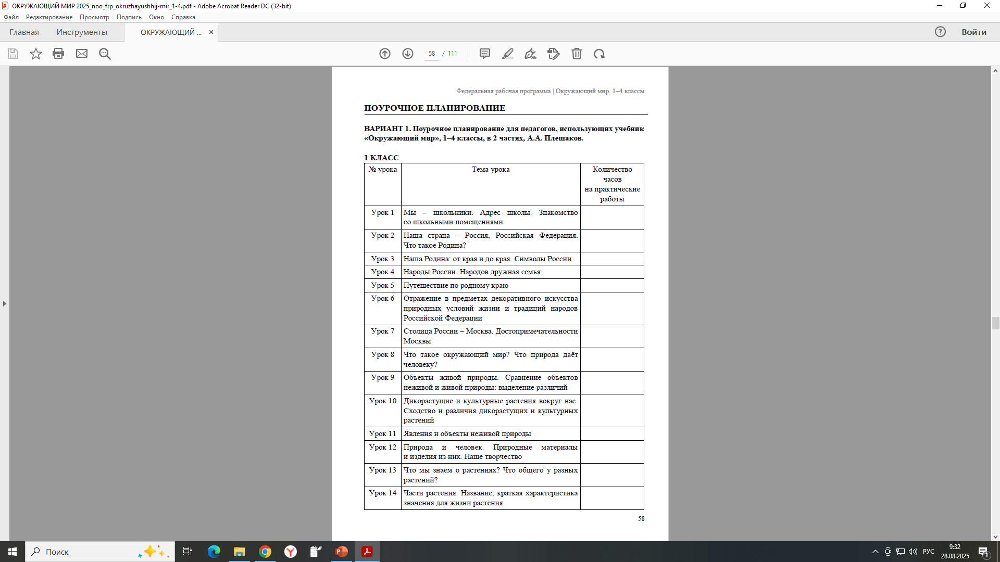 ОКРУЖАЮЩИЙ МИР 2025_noo_frp_okruzhayushhij-mir_1-4.pdf - Adobe Acrobat Reader DC (32-bit)
Файл Редактирование Просмотр Подпись Окно Справка
Главная Инструменты ОКРУЖАЮЩИЙ ... × Войти
58 / 111
Федеральная рабочая программа | Окружающий мир. 1–4 классы
ПОУРОЧНОЕ ПЛАНИРОВАНИЕ
ВАРИАНТ 1. Поурочное планирование для педагогов, использующих учебник
«Окружающий мир», 1–4 классы, в 2 частях, А.А. Плешаков.
1 КЛАСС
№ урока Тема урока Количество
часов
на практические
работы
Урок 1 Мы – школьники. Адрес школы. Знакомство
со школьными помещениями
Урок 2 Наша страна – Россия, Российская Федерация.
Что такое Родина?
Урок 3 Наша Родина: от края и до края. Символы России
Урок 4 Народы России. Народов дружная семья
Урок 5 Путешествие по родному краю
Урок 6 Отражение в предметах декоративного искусства
природных условий жизни и традиций народов
Российской Федерации
Урок 7 Столица России – Москва. Достопримечательности
Москвы
Урок 8 Что такое окружающий мир? Что природа даёт
человеку?
Урок 9 Объекты живой природы. Сравнение объектов
неживой и живой природы: выделение различий
Урок 10 Дикорастущие и культурные растения вокруг нас.
Сходство и различия дикорастущих и культурных
растений
Урок 11 Явления и объекты неживой природы
Урок 12 Природа и человек. Природные материалы
и изделия из них. Наше творчество
Урок 13 Что мы знаем о растениях? Что общего у разных
растений?
Урок 14 Части растения. Название, краткая характеристика
значения для жизни растения
58
Поиск
РУС
9:32
28.08.2025
1